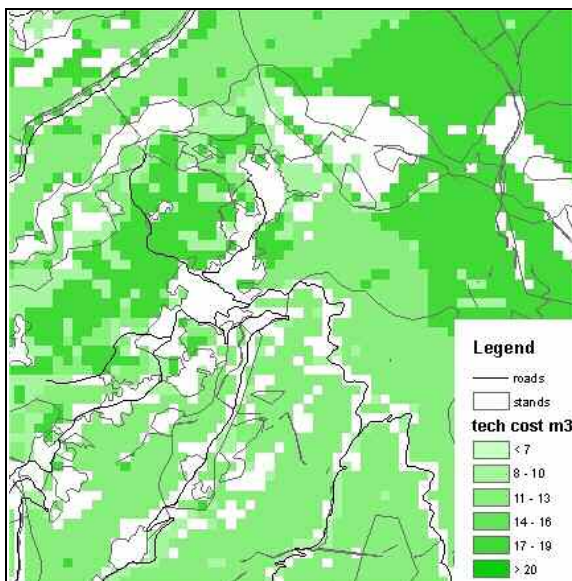 Legend
roads
stands
tech cost m3
< 7
8 - 10
11 - 13
14 - 16
17 - 19
> 20